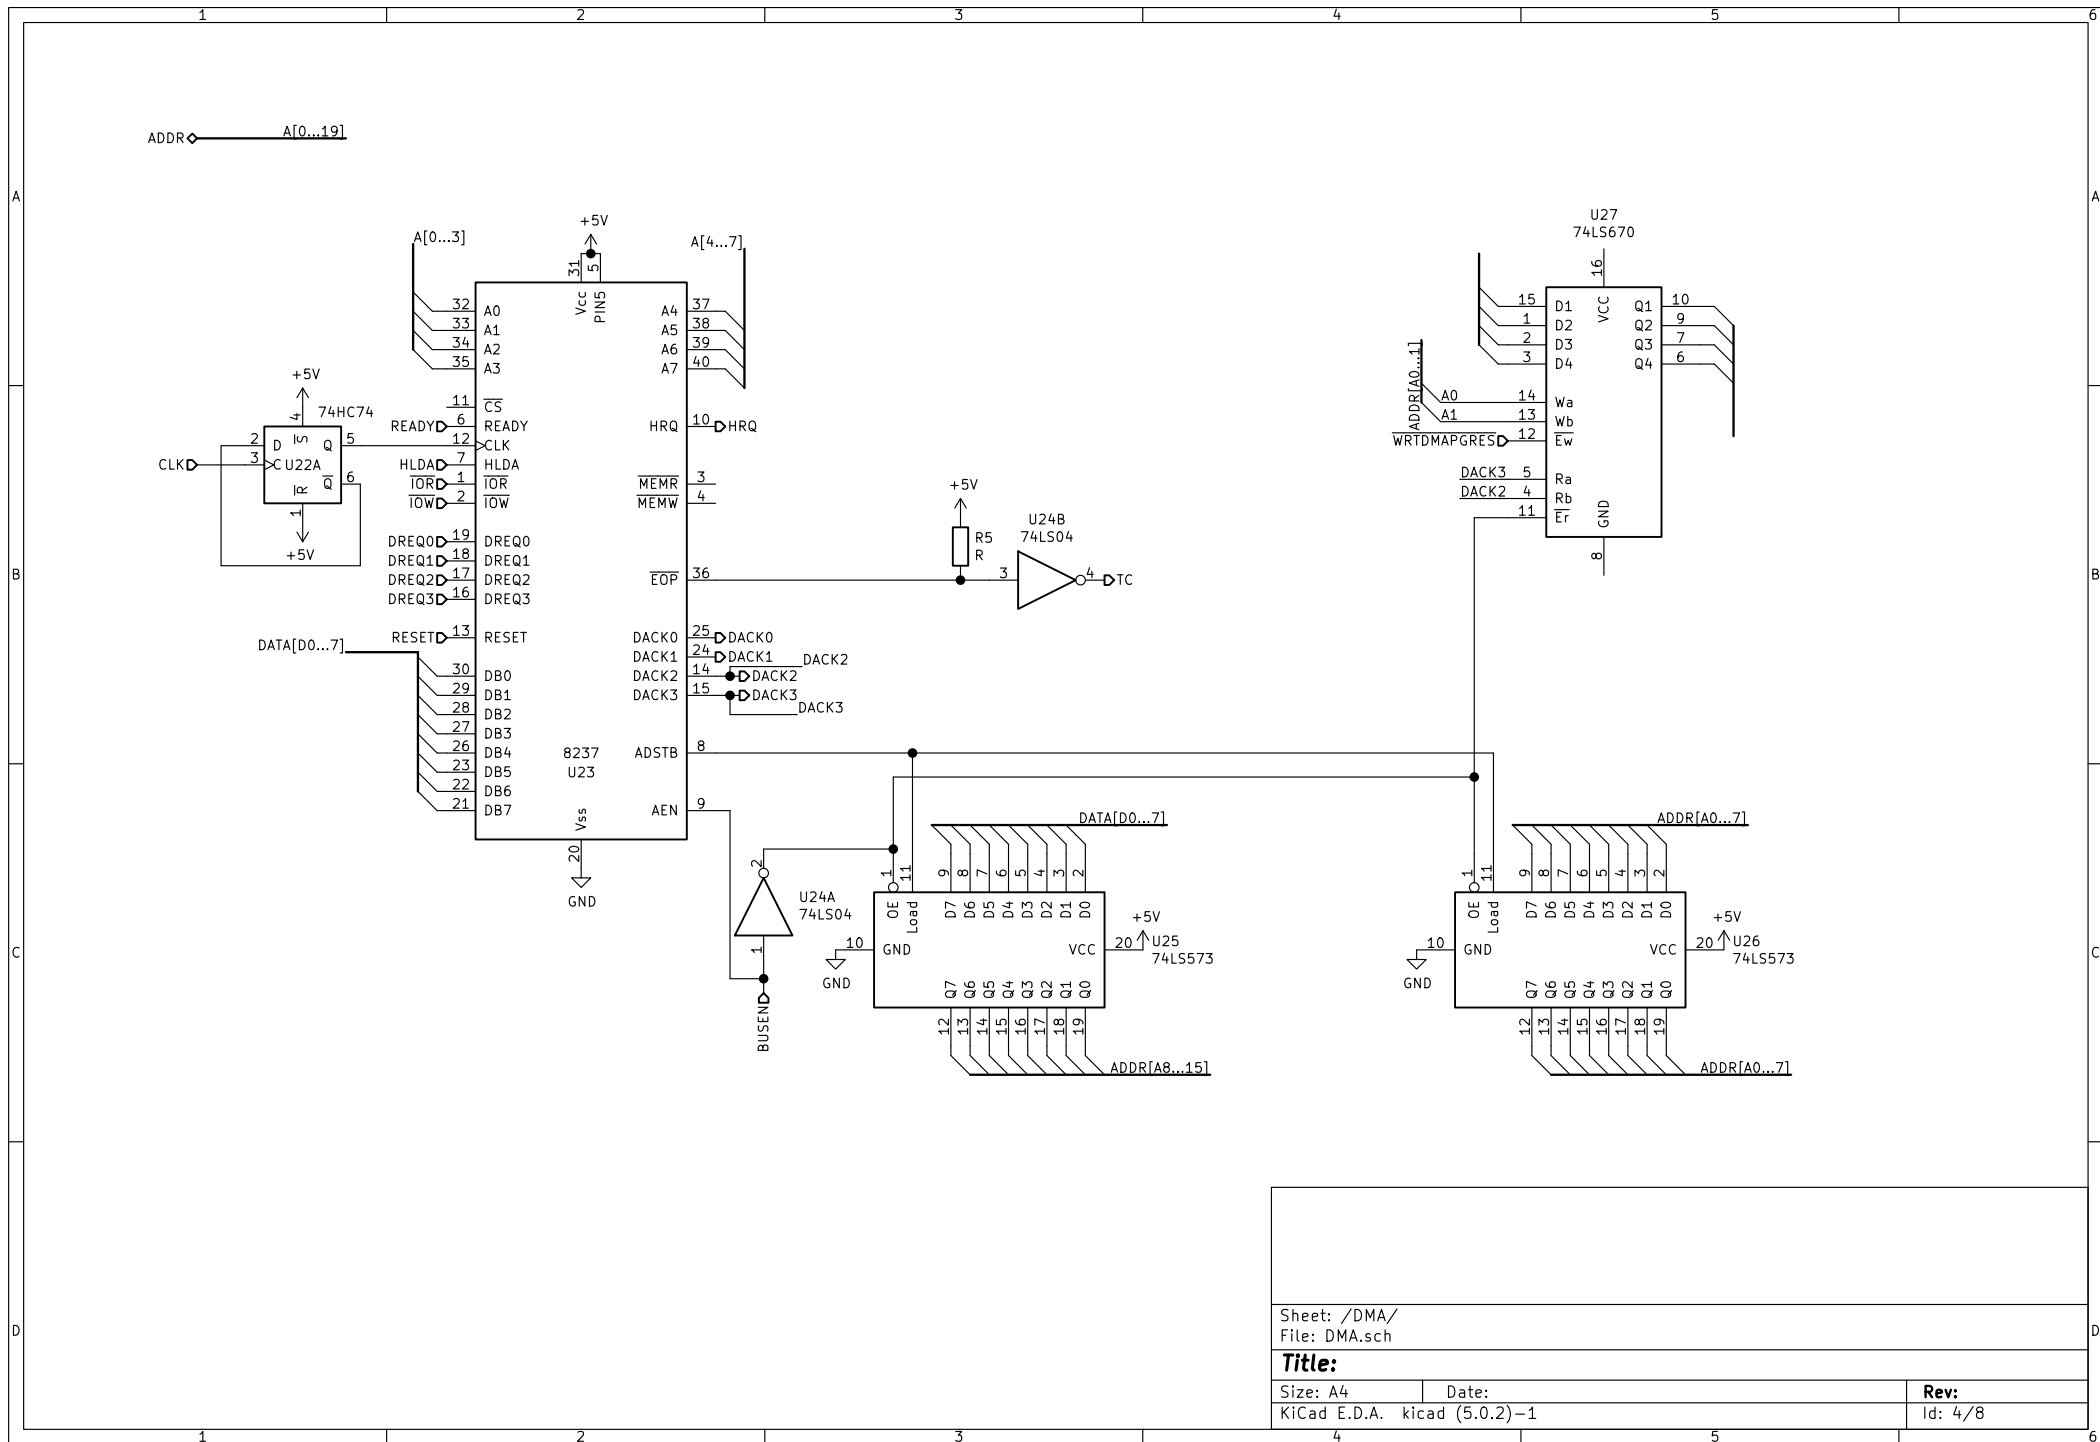 1 2 3 4 5 6
A
B
C
D
A
B
C
D
ADDR A[0...19]
A[0...3]
+5V
A[4...7]
31 Vcc
5 PIN5
32 A0
33 A1
34 A2
35 A3
11 CS
READY 6 READY
12 CLK
HLDA 7 HLDA
IOR 1 IOR
IOW 2 IOW
DREQ0 19 DREQ0
DREQ1 18 DREQ1
DREQ2 17 DREQ2
DREQ3 16 DREQ3
RESET 13 RESET
DATA[D0...7]
30 DB0
29 DB1
28 DB2
27 DB3
26 DB4
23 DB5
22 DB6
21 DB7
8237
U23
Vss
20
GND
A4 37
A5 38
A6 39
A7 40
HRQ 10 HRQ
MEMR 3
MEMW 4
EOP 36
DACK0 25 DACK0
DACK1 24 DACK1
DACK2
DACK2 14 DACK2
DACK3 15 DACK3
DACK3
ADSTB 8
AEN 9
+5V
4
74HC74
2 D S Q 5
CLK 3 C U22A
R Q 6
1
+5V
+5V
R5
R
U24B
74LS04
3 4 TC
U27
74LS670
16
VCC
15 D1 Q1 10
1 D2 Q2 9
2 D3 Q3 7
3 D4 Q4 6
ADDR[A0...1]
A0 14 Wa
A1 13 Wb
WRTDMAPGRES 12 Ew
DACK3 5 Ra
DACK2 4 Rb
11 Er
GND
8
2
U24A
74LS04
1
BUSEN
DATA[D0...7]
1 11 9 8 7 6 5 4 3 2
OE Load D7 D6 D5 D4 D3 D2 D1 D0
10 GND VCC 20
GND
+5V
U25
74LS573
Q7 Q6 Q5 Q4 Q3 Q2 Q1 Q0
12 13 14 15 16 17 18 19
ADDR[A8...15]
ADDR[A0...7]
1 11 9 8 7 6 5 4 3 2
OE Load D7 D6 D5 D4 D3 D2 D1 D0
10 GND VCC 20
GND
+5V
U26
74LS573
Q7 Q6 Q5 Q4 Q3 Q2 Q1 Q0
12 13 14 15 16 17 18 19
ADDR[A0...7]
Sheet: /DMA/
File: DMA.sch
Title:
Size: A4 Date: Rev:
KiCad E.D.A. kicad (5.0.2)-1 Id: 4/8
1 2 3 4 5 6